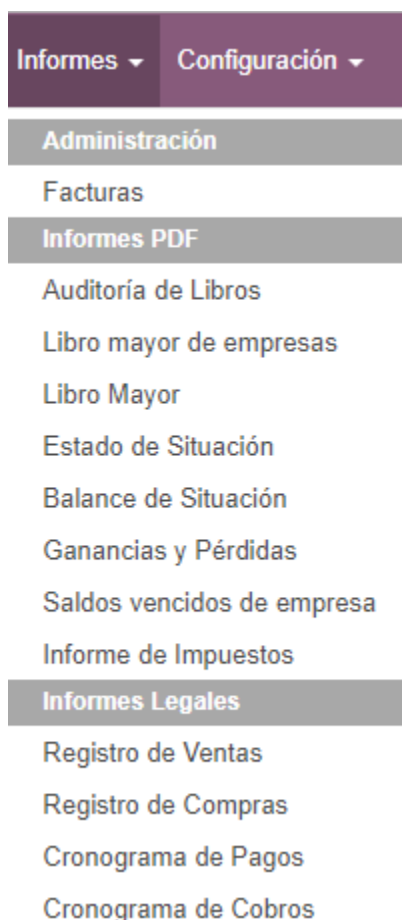 Informes Configuración
Administración
Facturas
Informes PDF
Auditoría de Libros
Libro mayor de empresas
Libro Mayor
Estado de Situación
Balance de Situación
Ganancias y Pérdidas
Saldos vencidos de empresa
Informe de Impuestos
Informes Legales
Registro de Ventas
Registro de Compras
Cronograma de Pagos
Cronograma de Cobros